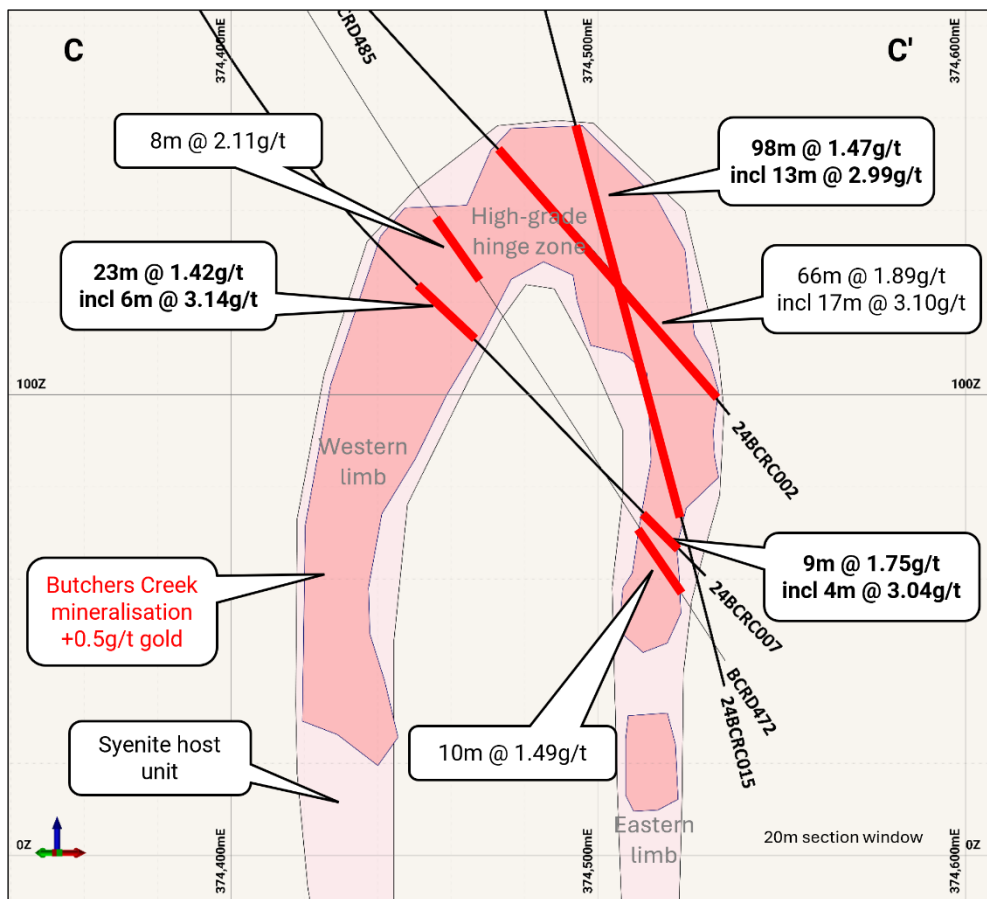 C
C'
374,400mE
374,500mE
374,600mE
CRD485
8m @ 2.11g/t
98m @ 1.47g/t
incl 13m @ 2.99g/t
High-grade
hinge zone
23m @ 1.42g/t
incl 6m @ 3.14g/t
66m @ 1.89g/t
incl 17m @ 3.10g/t
100Z
100Z
Western
limb
24BCRC002
9m @ 1.75g/t
incl 4m @ 3.04g/t
Butchers Creek
mineralisation
+0.5g/t gold
24BCRC007
BCRD472
24BCRC015
Syenite host
unit
10m @ 1.49g/t
Eastern
limb
20m section window
0Z
0Z
374,400mE
374,500mE
374,600mE